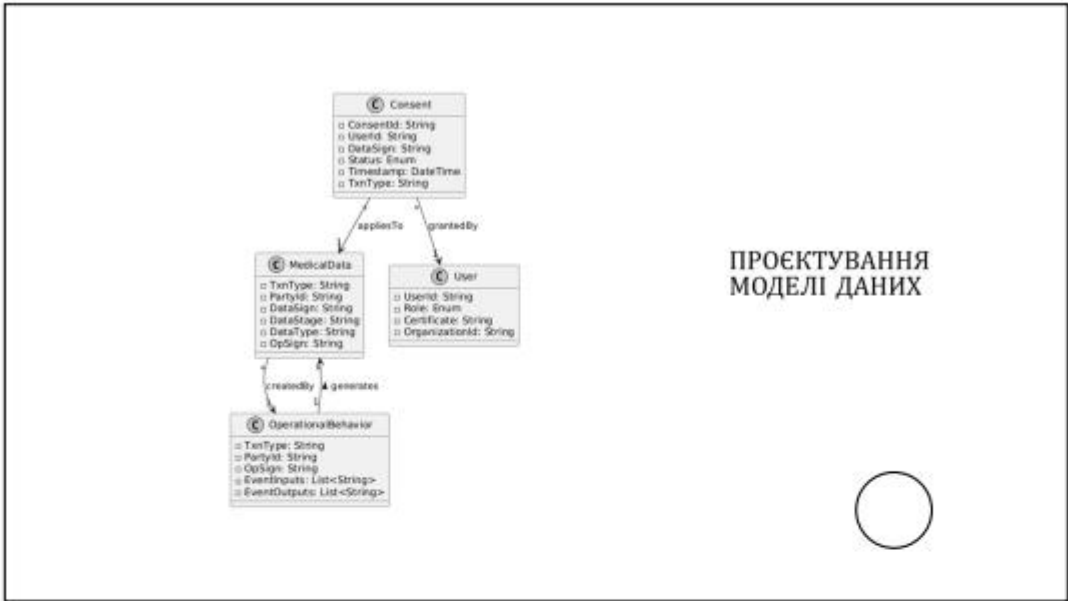 C Consent
ConsentId: String
UserId: String
DataSign: String
Status: Enum
Timestamp: DateTime
TxnType: String
appliesTo
grantedBy
C MedicalData
TxnType: String
PartyId: String
DataSign: String
DataStage: String
DataType: String
OpSign: String
C User
UserId: String
Role: Enum
Certificate: String
OrganizationId: String
createdBy
generates
C OperationalBehavior
TxnType: String
PartyId: String
OpSign: String
EventInputs: List<String>
EventOutputs: List<String>
ПРОЄКТУВАННЯ
МОДЕЛІ ДАНИХ